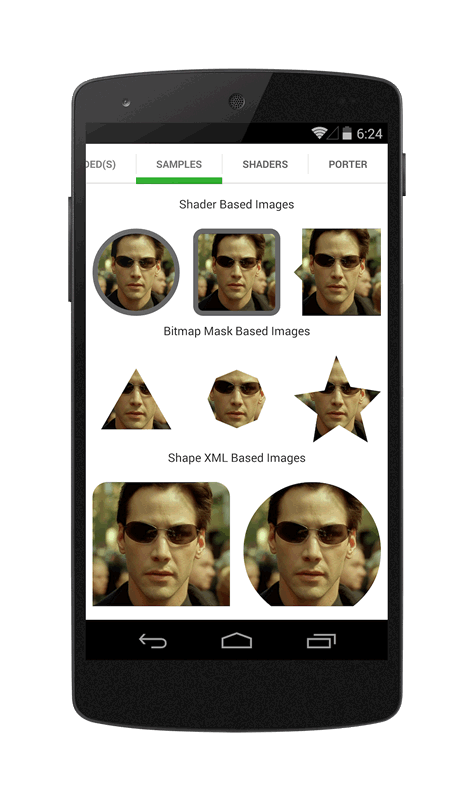 6:24
DED(S) SAMPLES SHADERS PORTER
Shader Based Images
Bitmap Mask Based Images
Shape XML Based Images